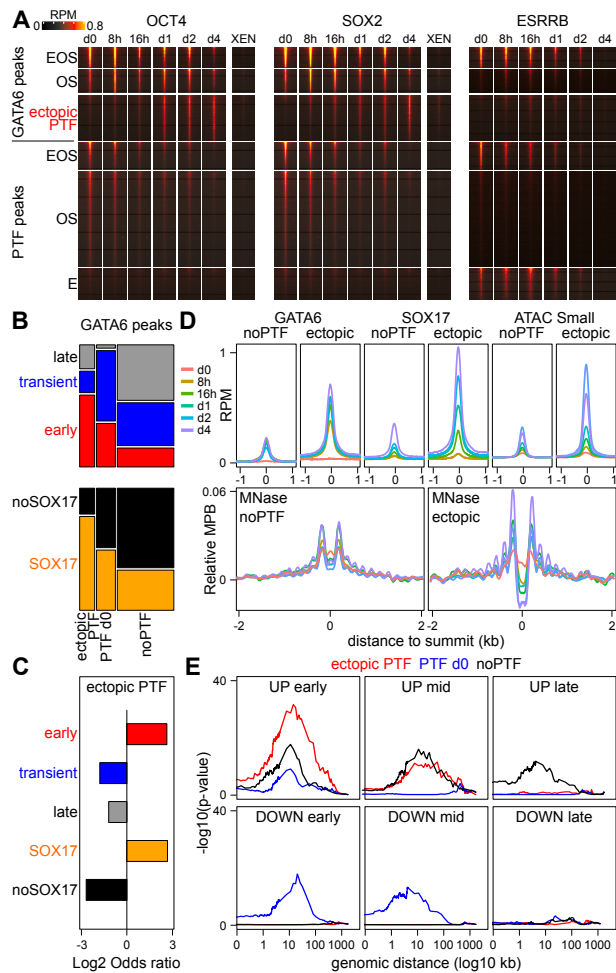 A
RPM
0 0.8
OCT4 SOX2 ESRRB
d0 8h 16h d1 d2 d4 XEN d0 8h 16h d1 d2 d4 XEN d0 8h 16h d1 d2 d4
GATA6 peaks
EOS
OS
ectopic
PTF
PTF peaks
EOS
OS
E
B
GATA6 peaks
late
transient
early
noSOX17
SOX17
ectopic
PTF
PTF d0
noPTF
C
ectopic PTF
early
transient
late
SOX17
noSOX17
-3 0 3
Log2 Odds ratio
D
GATA6 SOX17 ATAC Small
noPTF ectopic noPTF ectopic noPTF ectopic
d0
8h
16h
d1
d2
d4
RPM
1
0
-1 0 1 -1 0 1 -1 0 1 -1 0 1 -1 0 1 -1 0 1
Relative MPB
0.06
0
MNase
noPTF
MNase
ectopic
-2 0 2 -2 0 2
distance to summit (kb)
E
ectopic PTF PTF d0 noPTF
-log10(p-value)
40
0
UP early UP mid UP late
40
0
DOWN early DOWN mid DOWN late
0 1 10 100 1000 0 1 10 100 1000 0 1 10 100 1000
genomic distance (log10 kb)